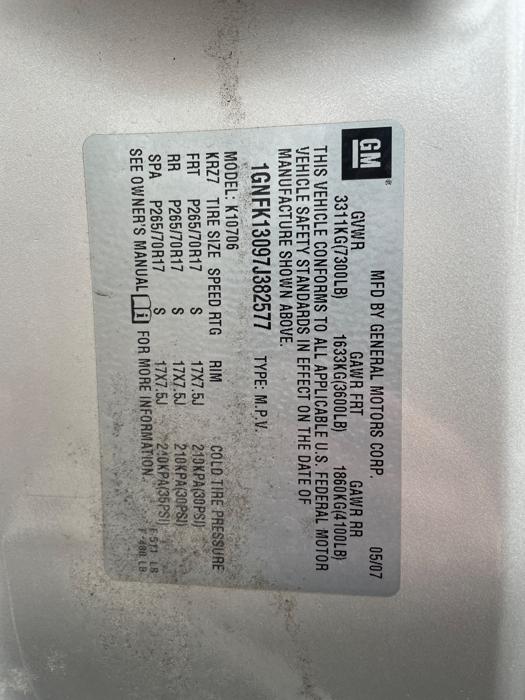 GM
MFD BY GENERAL MOTORS CORP. 05/07
GVWR GAWR FRT GAWR RR
3311KG(7300LB) 1633KG(3600LB) 1860KG(4100LB)
THIS VEHICLE CONFORMS TO ALL APPLICABLE U.S. FEDERAL MOTOR
VEHICLE SAFETY STANDARDS IN EFFECT ON THE DATE OF
MANUFACTURE SHOWN ABOVE.
1GNFK13097J382577 TYPE: M.P.V.
MODEL: K10706
KRZ7 TIRE SIZE SPEED RTG RIM COLD TIRE PRESSURE
FRT P265/70R17 S 17X7.5J 210KPA(30PSI)
RR P265/70R17 S 17X7.5J 210KPA(30PSI)
SPA P265/70R17 S 17X7.5J 240KPA(35PSI)
SEE OWNER'S MANUAL i FOR MORE INFORMATION.